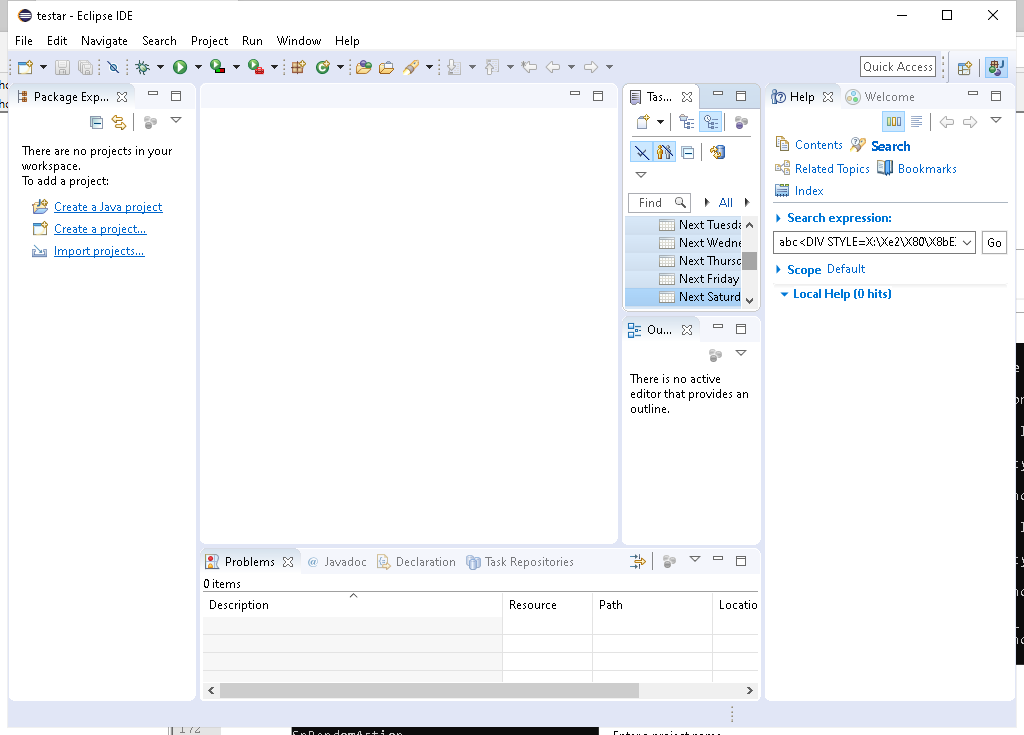 testar - Eclipse IDE
File Edit Navigate Search Project Run Window Help
Quick Access
Package Exp...
There are no projects in your
workspace.
To add a project:
Create a Java project
Create a project...
Import projects...
Tas...
Find
All
Next Tuesda
Next Wedne
Next Thursd
Next Friday
Next Saturd
Ou...
There is no active
editor that provides an
outline.
Help
Welcome
Contents
Search
Related Topics
Bookmarks
Index
Search expression:
abc<DIV STYLE=X:\Xe2\X80\X8bE
Go
Scope Default
Local Help (0 hits)
Problems
@ Javadoc
Declaration
Task Repositories
0 items
Description
Resource
Path
Locatio
172